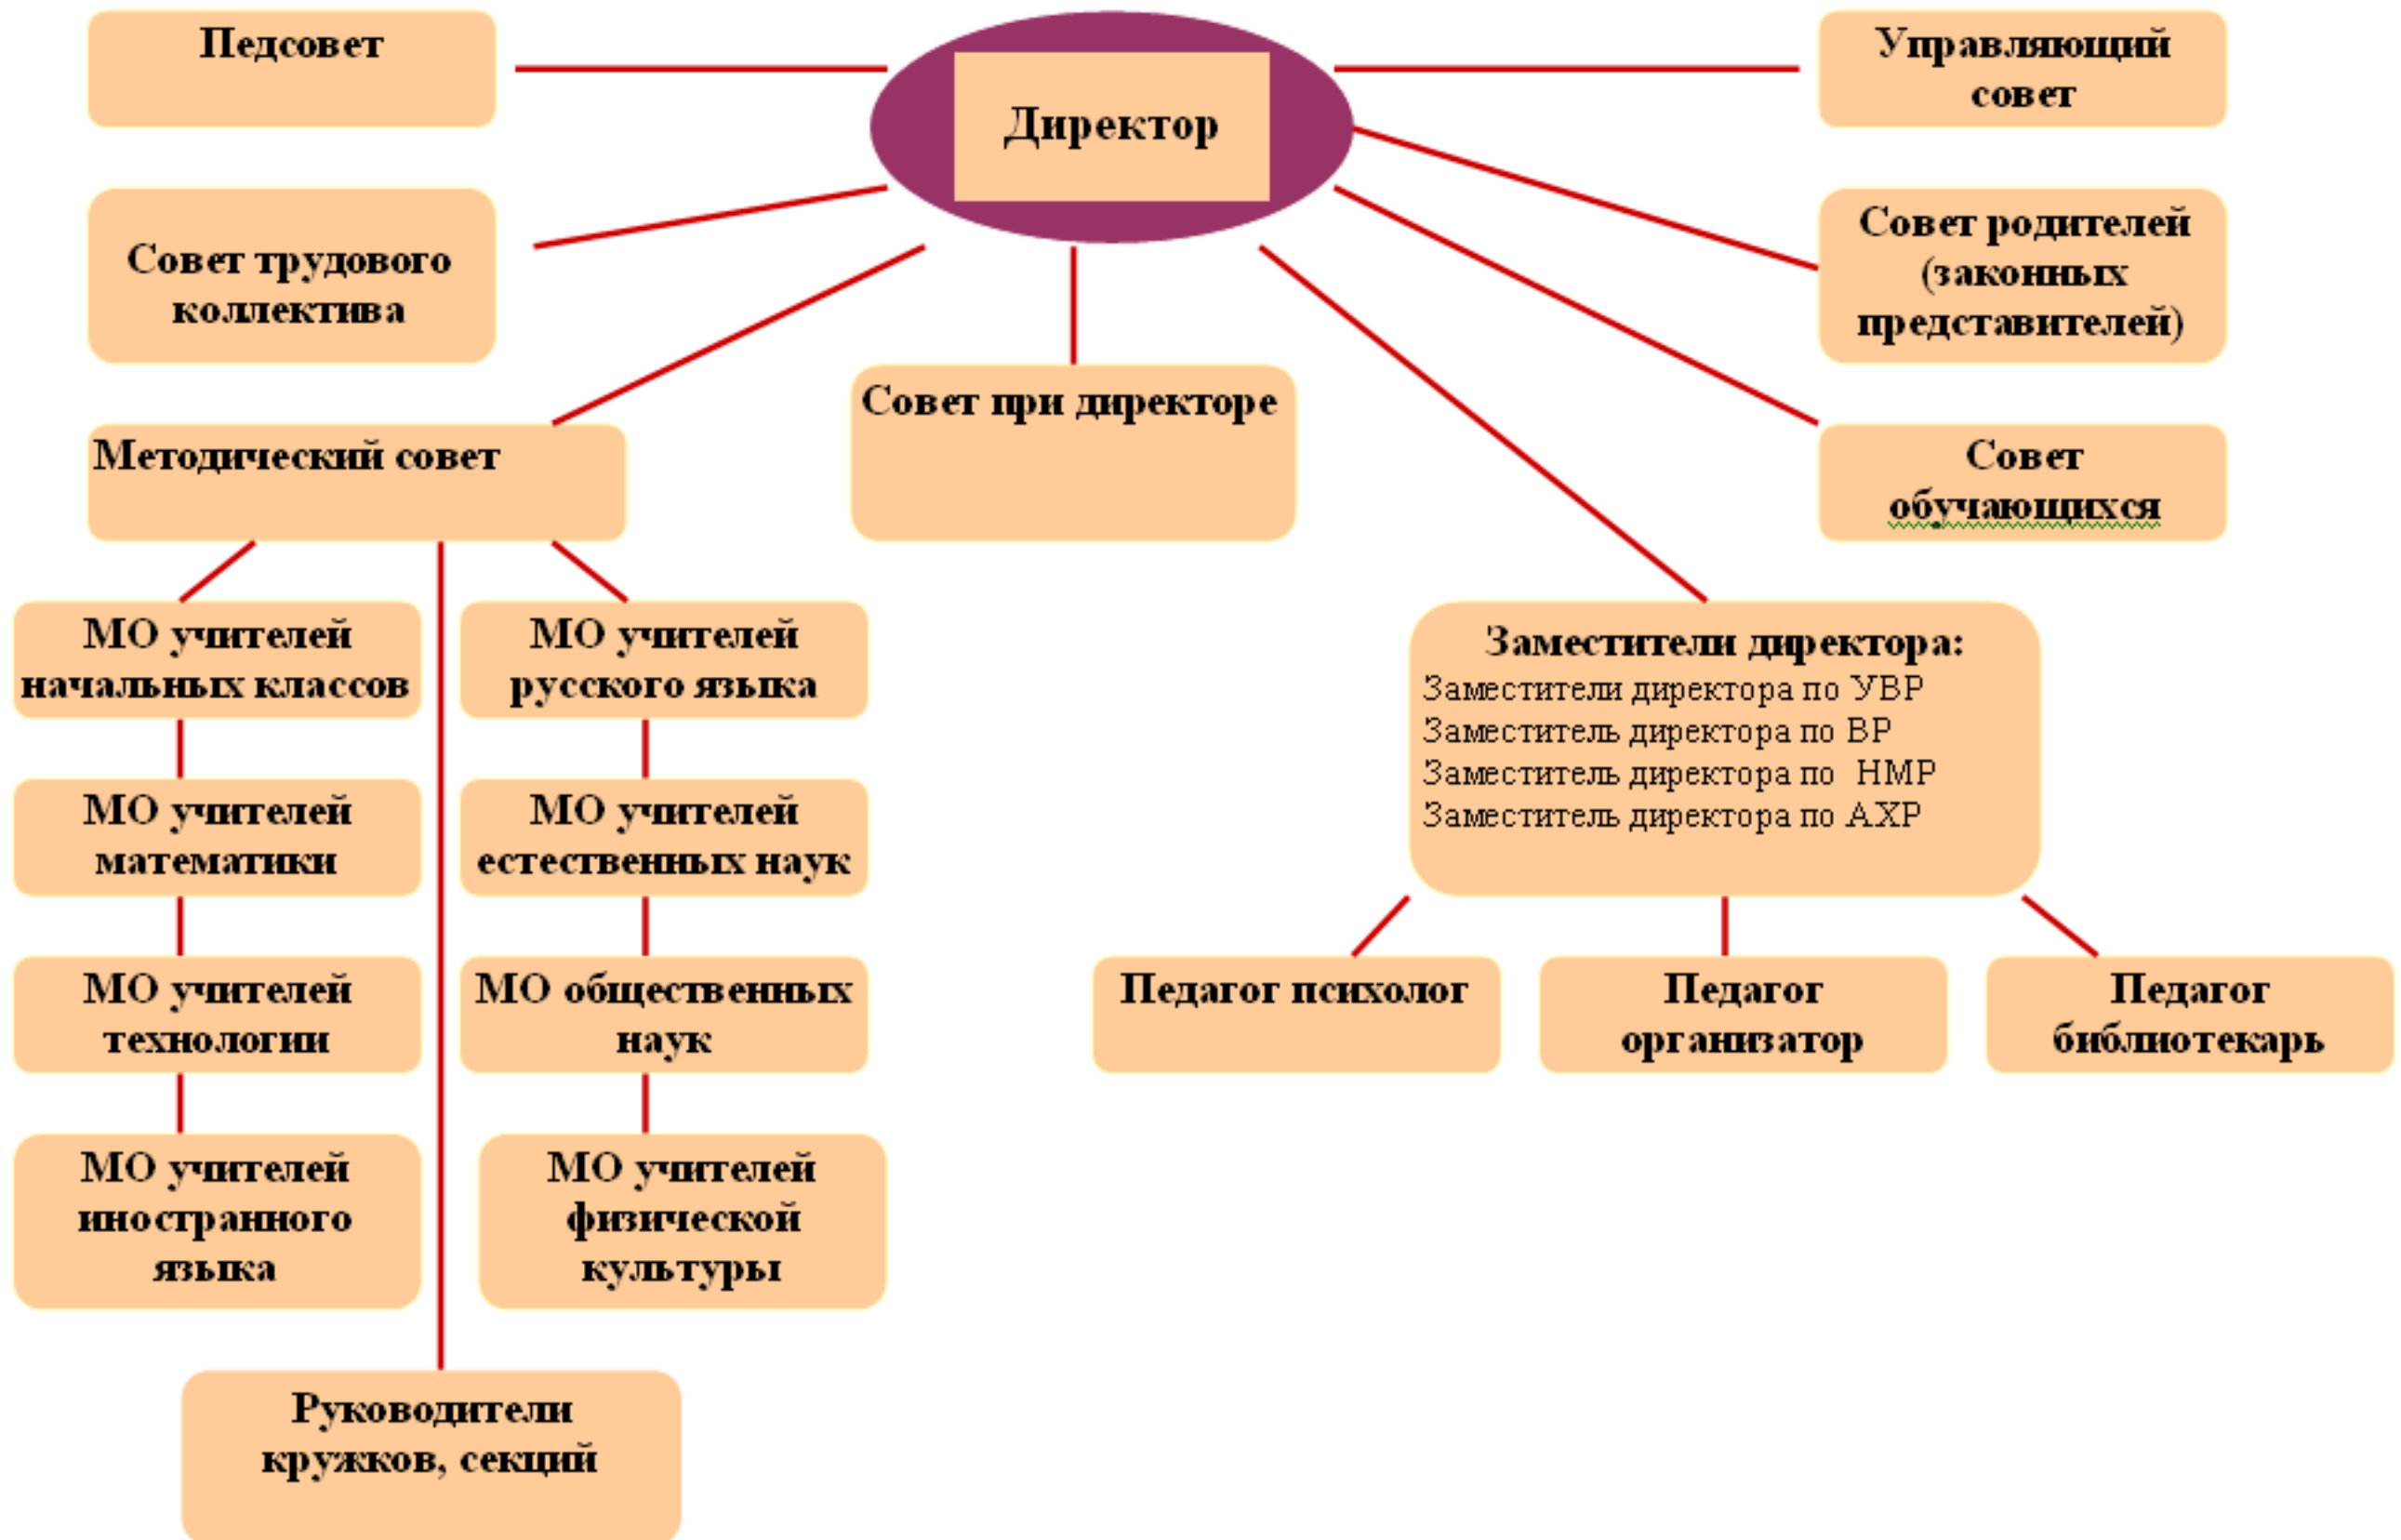 Педсовет
Директор
Управляющий
совет
Совет трудового
коллектива
Совет родителей
(законных
представителей)
Методический совет
Совет при директоре
Совет
обучающихся
МО учителей
начальных классов
МО учителей
русского языка
Заместители директора:
Заместители директора по УВР
Заместитель директора по ВР
Заместитель директора по НМР
Заместитель директора по АХР
МО учителей
математики
МО учителей
естественных наук
МО учителей
технологии
МО общественных
наук
Педагог психолог
Педагог
организатор
Педагог
библиотекарь
МО учителей
иностранного
языка
МО учителей
физической
культуры
Руководители
кружков, секций